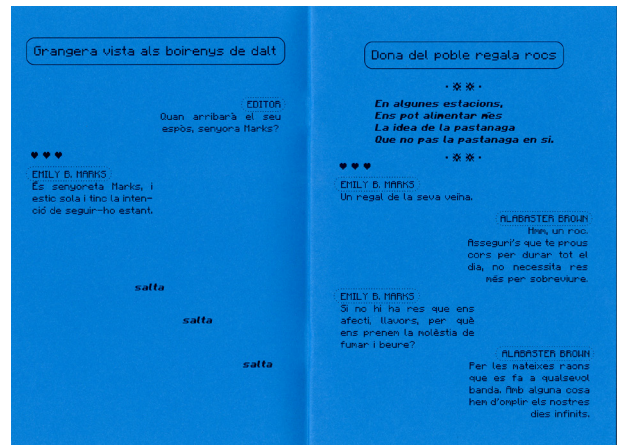 Grangera vista als boirenys de dalt
EDITOR
Quan arribarà el seu
espòs, senyora Marks?
EMILY B. MARKS
És senyoreta Marks, i
estic sola i tinc la inten-
ció de seguir-ho estant.
salta
salta
salta
Dona del poble regala rocs
En algunes estacions,
Ens pot alimentar més
La idea de la pastanaga
Que no pas la pastanaga en si.
EMILY B. MARKS
Un regal de la seva veïna.
ALABASTER BROWN
Hmm, un roc.
Asseguri's que te prous
cors per durar tot el
dia, no necessita res
més per sobreviure.
EMILY B. MARKS
Si no hi ha res que ens
afecti, llavors, per què
ens prenem la molèstia de
fumar i beure?
ALABASTER BROWN
Per les mateixes raons
que es fa a qualsevol
banda. Amb alguna cosa
hem d'omplir els nostres
dies infinits.